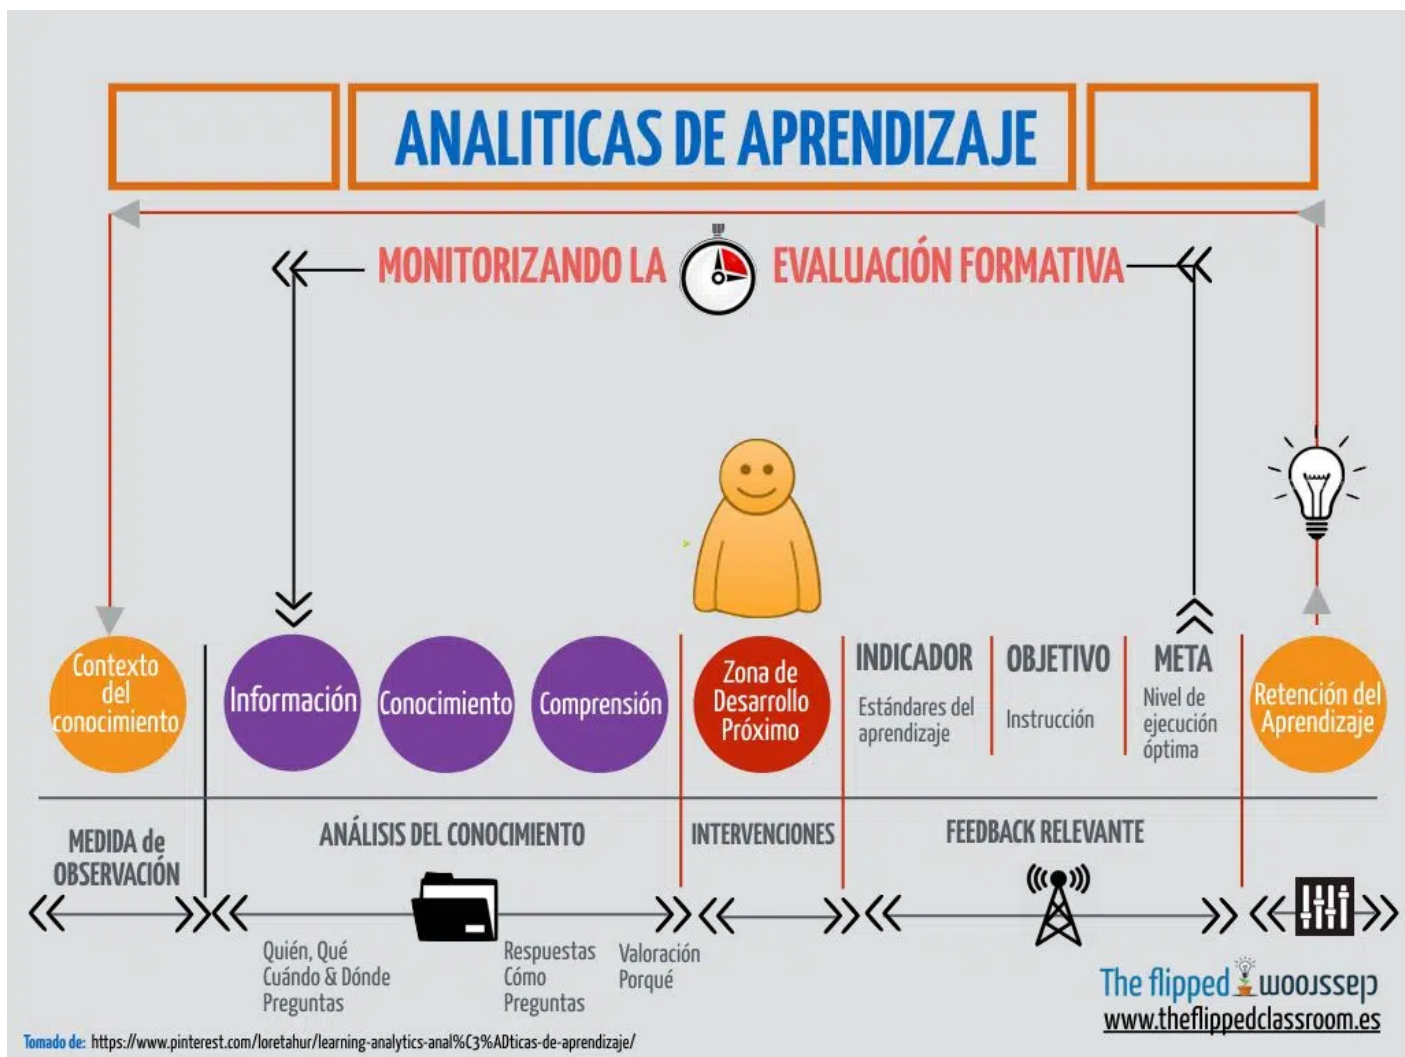 ANALITICAS DE APRENDIZAJE
MONITORIZANDO LA EVALUACIÓN FORMATIVA
Contexto
del
conocimiento
Información
Conocimiento
Comprensión
Zona de
Desarrollo
Próximo
INDICADOR
Estándares del
aprendizaje
OBJETIVO
Instrucción
META
Nivel de
ejecución
óptima
Retención del
Aprendizaje
MEDIDA de
OBSERVACIÓN
ANÁLISIS DEL CONOCIMIENTO
INTERVENCIONES
FEEDBACK RELEVANTE
Quién, Qué
Cuándo & Dónde
Preguntas
Respuestas
Cómo
Preguntas
Valoración
Porqué
The flipped classroom
www.theflippedclassroom.es
Tomado de: https://www.pinterest.com/loretahur/learning-analytics-anal%C3%ADticas-de-aprendizaje/